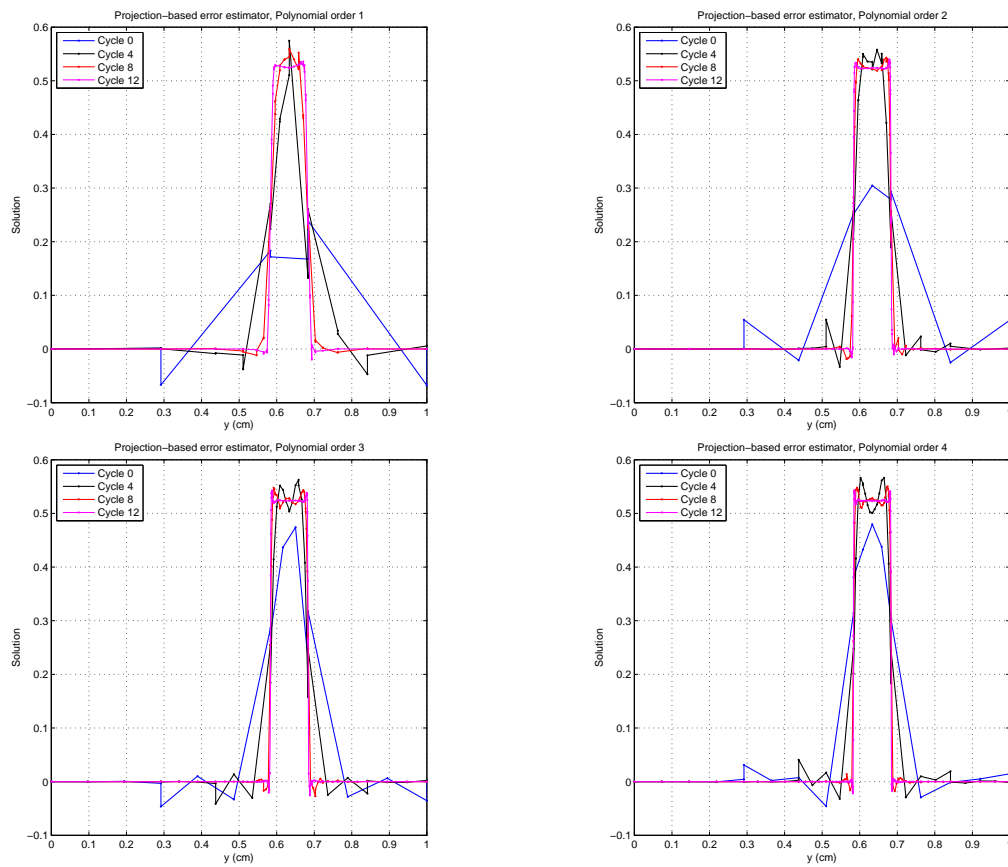 Projection−based error estimator, Polynomial order 1
Cycle 0
Cycle 4
Cycle 8
Cycle 12
0.6
0.5
0.4
0.3
0.2
0.1
0
−0.1
Solution
0 0.1 0.2 0.3 0.4 0.5 0.6 0.7 0.8 0.9 1
y (cm)
Projection−based error estimator, Polynomial order 2
Cycle 0
Cycle 4
Cycle 8
Cycle 12
0.6
0.5
0.4
0.3
0.2
0.1
0
−0.1
Solution
0 0.1 0.2 0.3 0.4 0.5 0.6 0.7 0.8 0.9
y (cm)
Projection−based error estimator, Polynomial order 3
Cycle 0
Cycle 4
Cycle 8
Cycle 12
0.6
0.5
0.4
0.3
0.2
0.1
0
−0.1
Solution
0 0.1 0.2 0.3 0.4 0.5 0.6 0.7 0.8 0.9 1
y (cm)
Projection−based error estimator, Polynomial order 4
Cycle 0
Cycle 4
Cycle 8
Cycle 12
0.6
0.5
0.4
0.3
0.2
0.1
0
−0.1
Solution
0 0.1 0.2 0.3 0.4 0.5 0.6 0.7 0.8 0.9
y (cm)